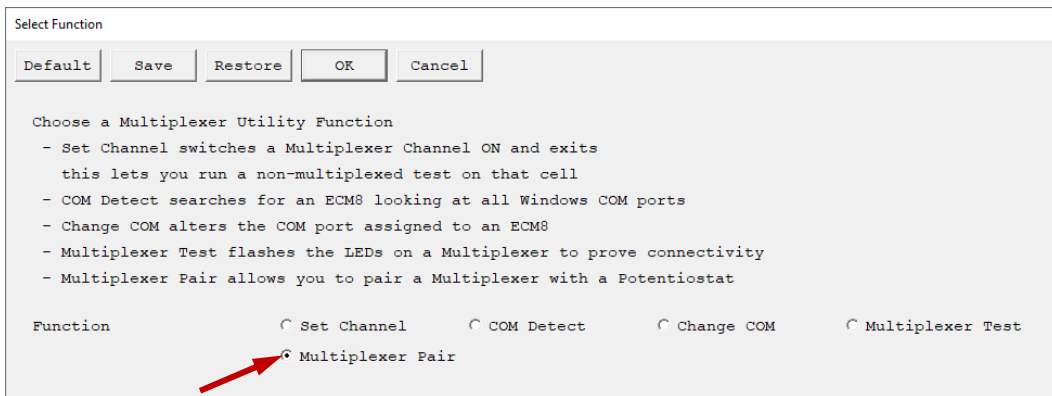 Select Function
Default Save Restore OK Cancel
Choose a Multiplexer Utility Function
- Set Channel switches a Multiplexer Channel ON and exits
this lets you run a non-multiplexed test on that cell
- COM Detect searches for an ECM8 looking at all Windows COM ports
- Change COM alters the COM port assigned to an ECM8
- Multiplexer Test flashes the LEDs on a Multiplexer to prove connectivity
- Multiplexer Pair allows you to pair a Multiplexer with a Potentiostat
Function Set Channel COM Detect Change COM Multiplexer Test
Multiplexer Pair